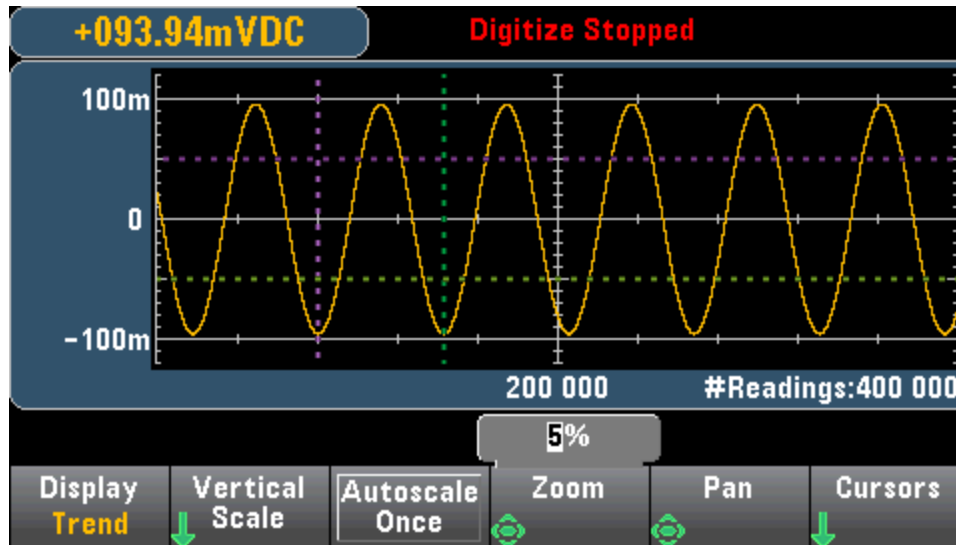 +093.94mVDC
Digitize Stopped
100m
0
-100m
200 000
#Readings:400 000
5%
Display
Trend
Vertical
Scale
Autoscale
Once
Zoom
Pan
Cursors